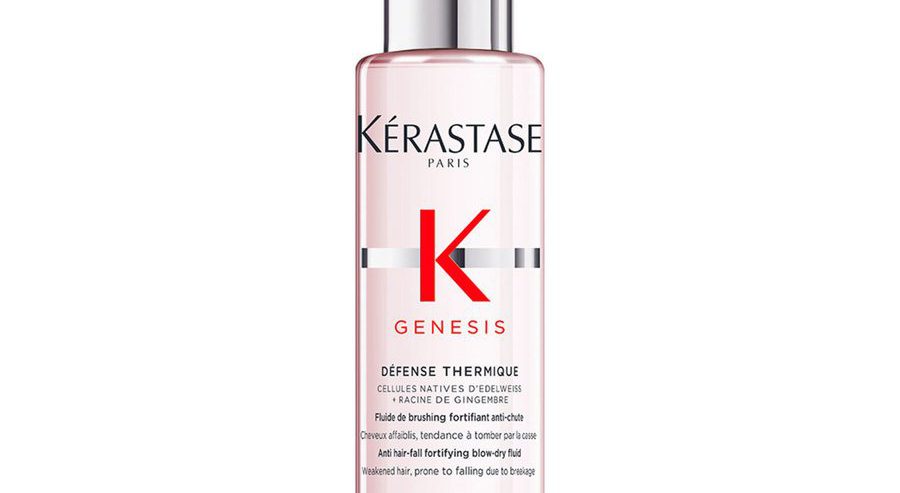 KÉRASTASE
PARIS
K
GENESIS
DÉFENSE THERMIQUE
CELLULES NATIVES D'EDELWEISS
+ RACINE DE GINGEMBRE
Fluide de brushing fortifiant anti-chute
Cheveux affaiblis, tendance à tomber par la casse
Anti hair-fall fortifying blow-dry fluid
Weakened hair, prone to falling due to breakage